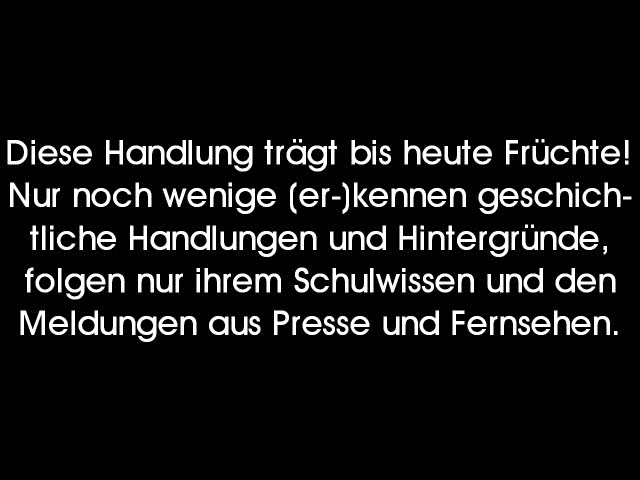 Diese Handlung trägt bis heute Früchte!
Nur noch wenige (er-)kennen geschich-
tliche Handlungen und Hintergründe,
folgen nur ihrem Schulwissen und den
Meldungen aus Presse und Fernsehen.